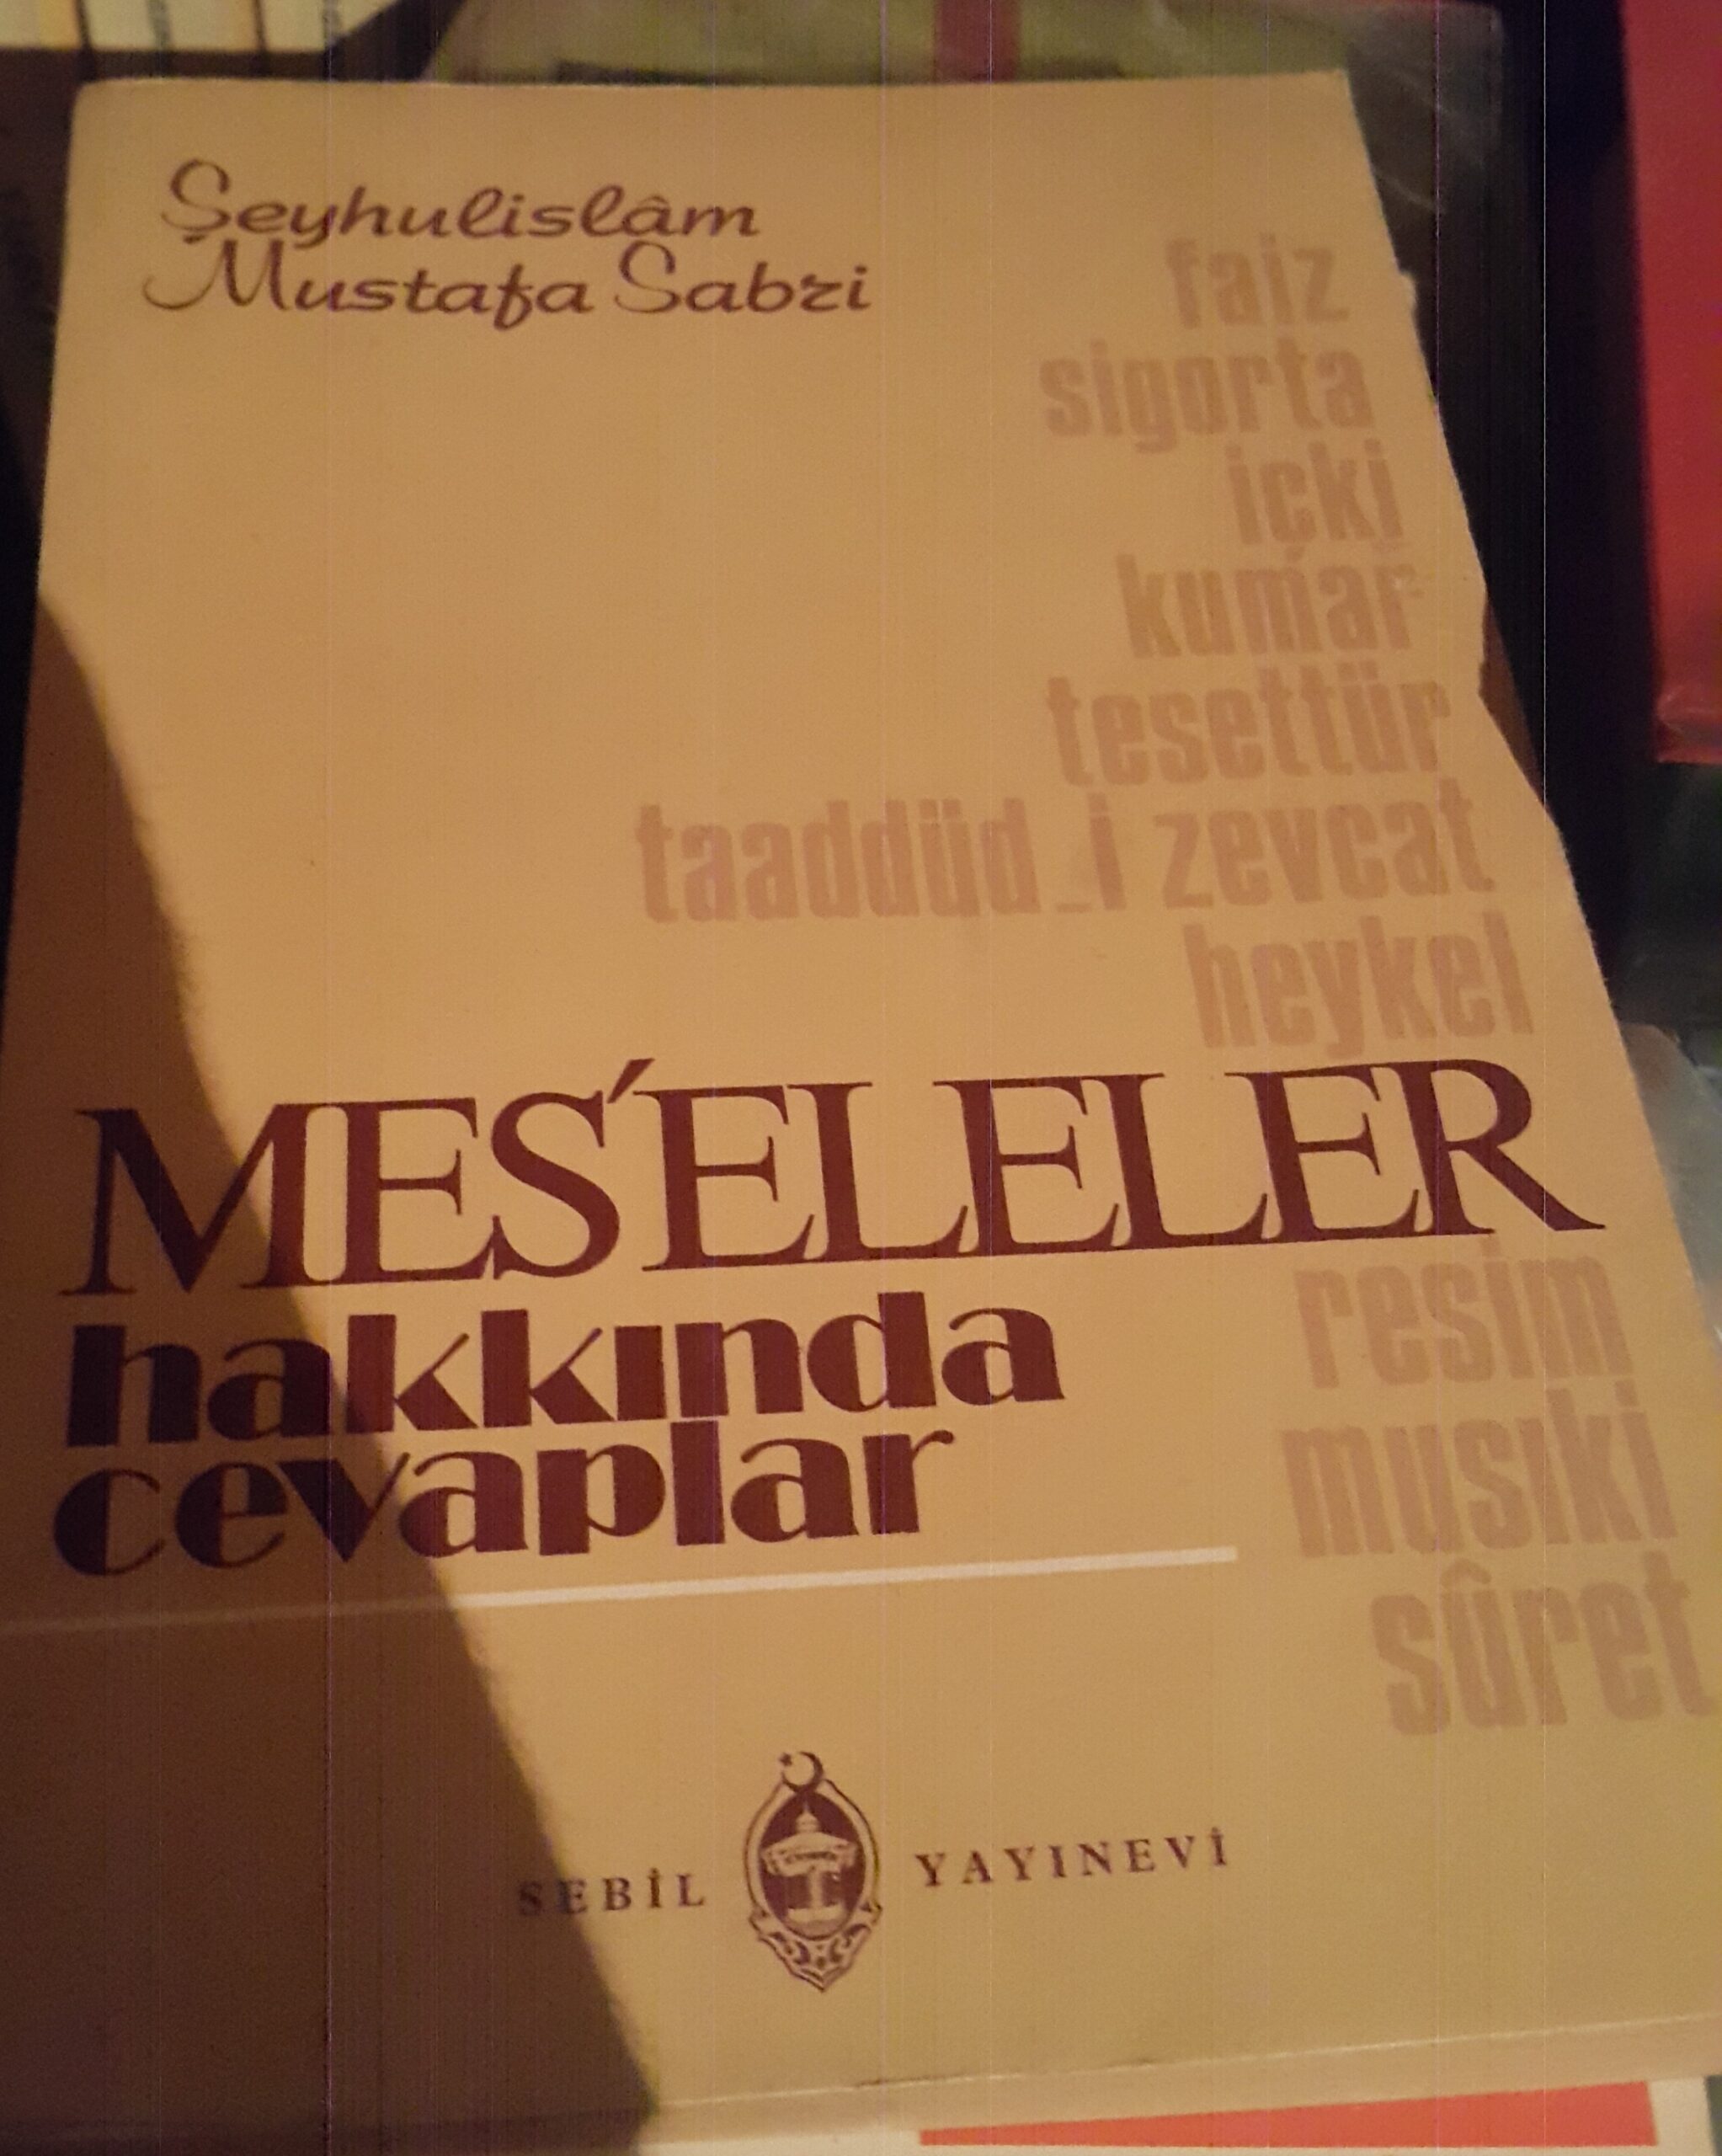 Şeyhulislâm
Mustafa Sabri
faiz
sigorta
içki
kumar
tesettür
taaddüd_i zevcat
heykel
MES'ELELER
hakkında
cevaplar
resim
musıki
sûret
SEBİL YAYINEVİ